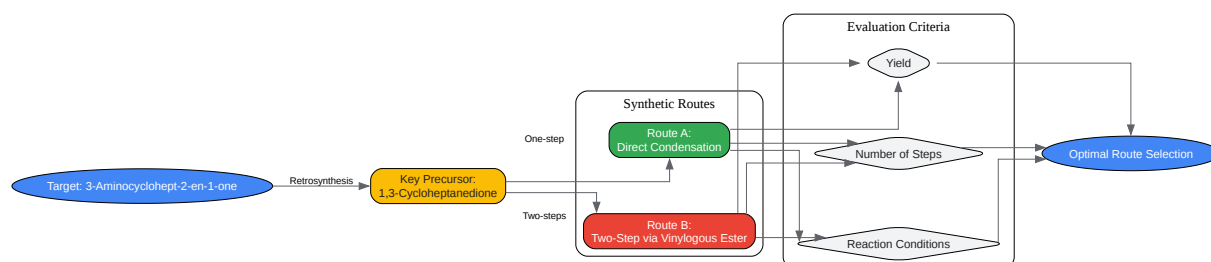 Target: 3-Aminocyclohept-2-en-1-one
Retrosynthesis
Key Precursor:
1,3-Cycloheptanedione
One-step
Two-steps
Synthetic Routes
Route A:
Direct Condensation
Route B:
Two-Step via Vinylogous Ester
Evaluation Criteria
Yield
Number of Steps
Reaction Conditions
Optimal Route Selection